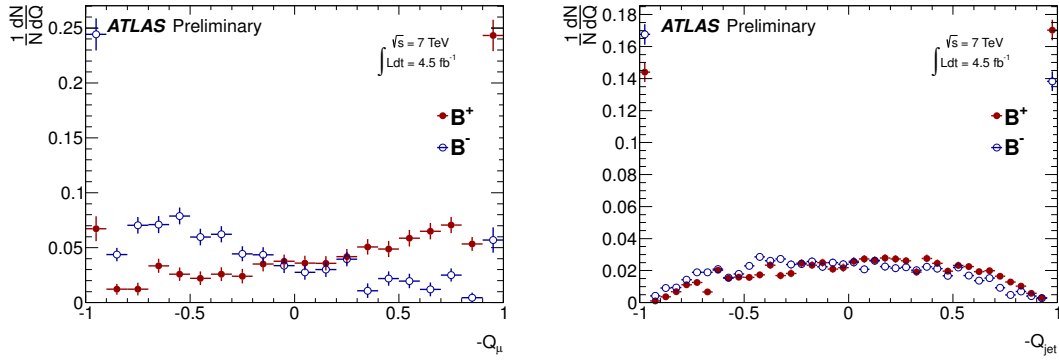 1/N dN/dQ
ATLAS Preliminary
√s = 7 TeV
∫ Ldt = 4.5 fb⁻¹
B⁺
B⁻
0.25
0.2
0.15
0.1
0.05
0
-1 -0.5 0 0.5 1
-Qμ
1/N dN/dQ
ATLAS Preliminary
√s = 7 TeV
∫ Ldt = 4.5 fb⁻¹
B⁺
B⁻
0.18
0.16
0.14
0.12
0.1
0.08
0.06
0.04
0.02
0
-1 -0.5 0 0.5 1
-Qjet